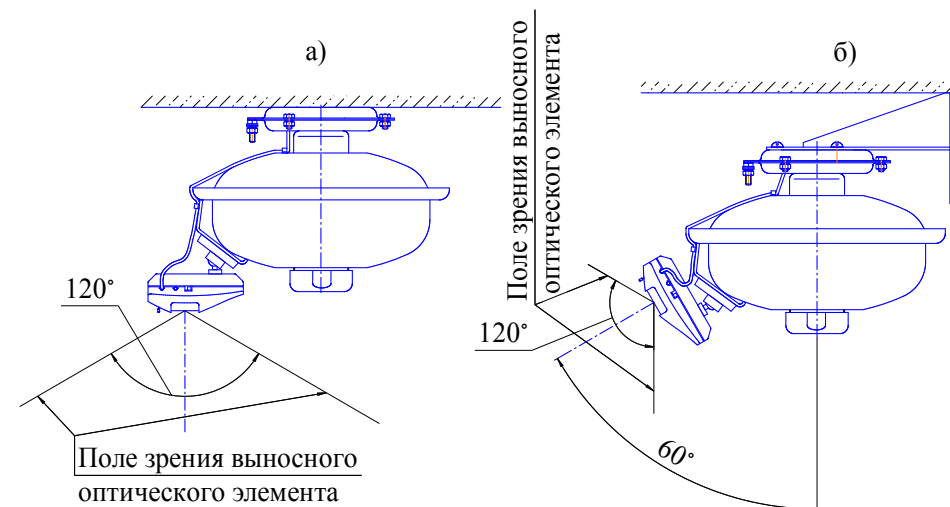 а)
120°
Поле зрения выносного
оптического элемента
б)
Поле зрения выносного
оптического элемента
120°
60°